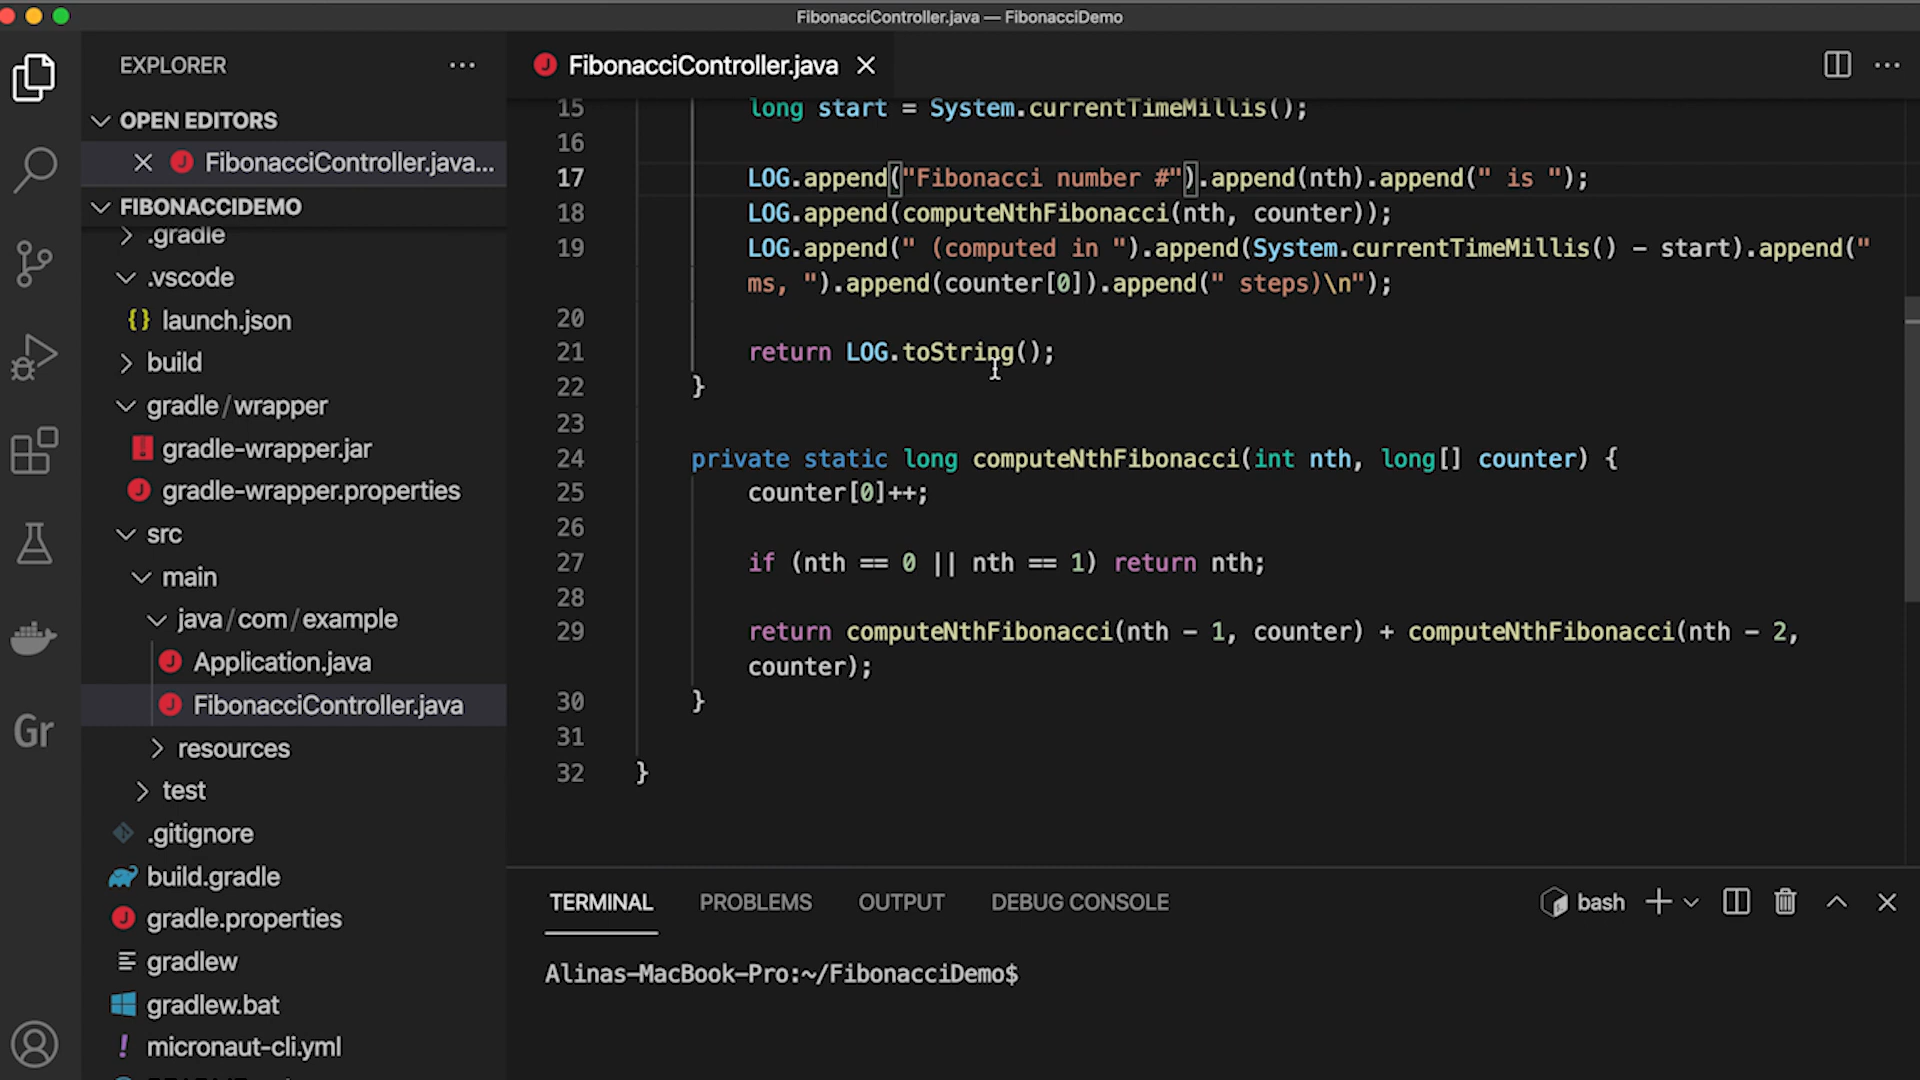 FibonacciController.java — FibonacciDemo
EXPLORER
OPEN EDITORS
FibonacciController.java...
FIBONACCIDEMO
.gradle
.vscode
{} launch.json
build
gradle/wrapper
gradle-wrapper.jar
J gradle-wrapper.properties
src
main
java/com/example
J Application.java
J FibonacciController.java
resources
test
.gitignore
build.gradle
J gradle.properties
gradlew
gradlew.bat
! micronaut-cli.yml
Gr
J FibonacciController.java
15 long start = System.currentTimeMillis();
16
17 LOG.append("Fibonacci number #").append(nth).append(" is ");
18 LOG.append(computeNthFibonacci(nth, counter));
19 LOG.append(" (computed in ").append(System.currentTimeMillis() - start).append("
ms, ").append(counter[0]).append(" steps)\n");
20
21 return LOG.toString();
22 }
23
24 private static long computeNthFibonacci(int nth, long[] counter) {
25 counter[0]++;
26
27 if (nth == 0 || nth == 1) return nth;
28
29 return computeNthFibonacci(nth - 1, counter) + computeNthFibonacci(nth - 2,
counter);
30 }
31
32 }
TERMINAL PROBLEMS OUTPUT DEBUG CONSOLE bash
Alinas-MacBook-Pro:~/FibonacciDemo$